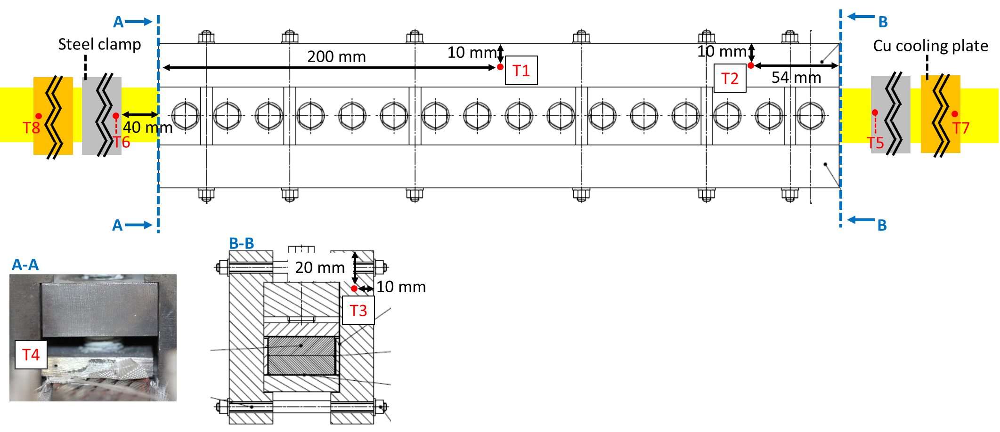 A
B
Steel clamp
Cu cooling plate
200 mm
10 mm
T1
10 mm
T2
54 mm
T8
40 mm
T6
T5
T7
A
B
B-B
A-A
20 mm
10 mm
T3
T4